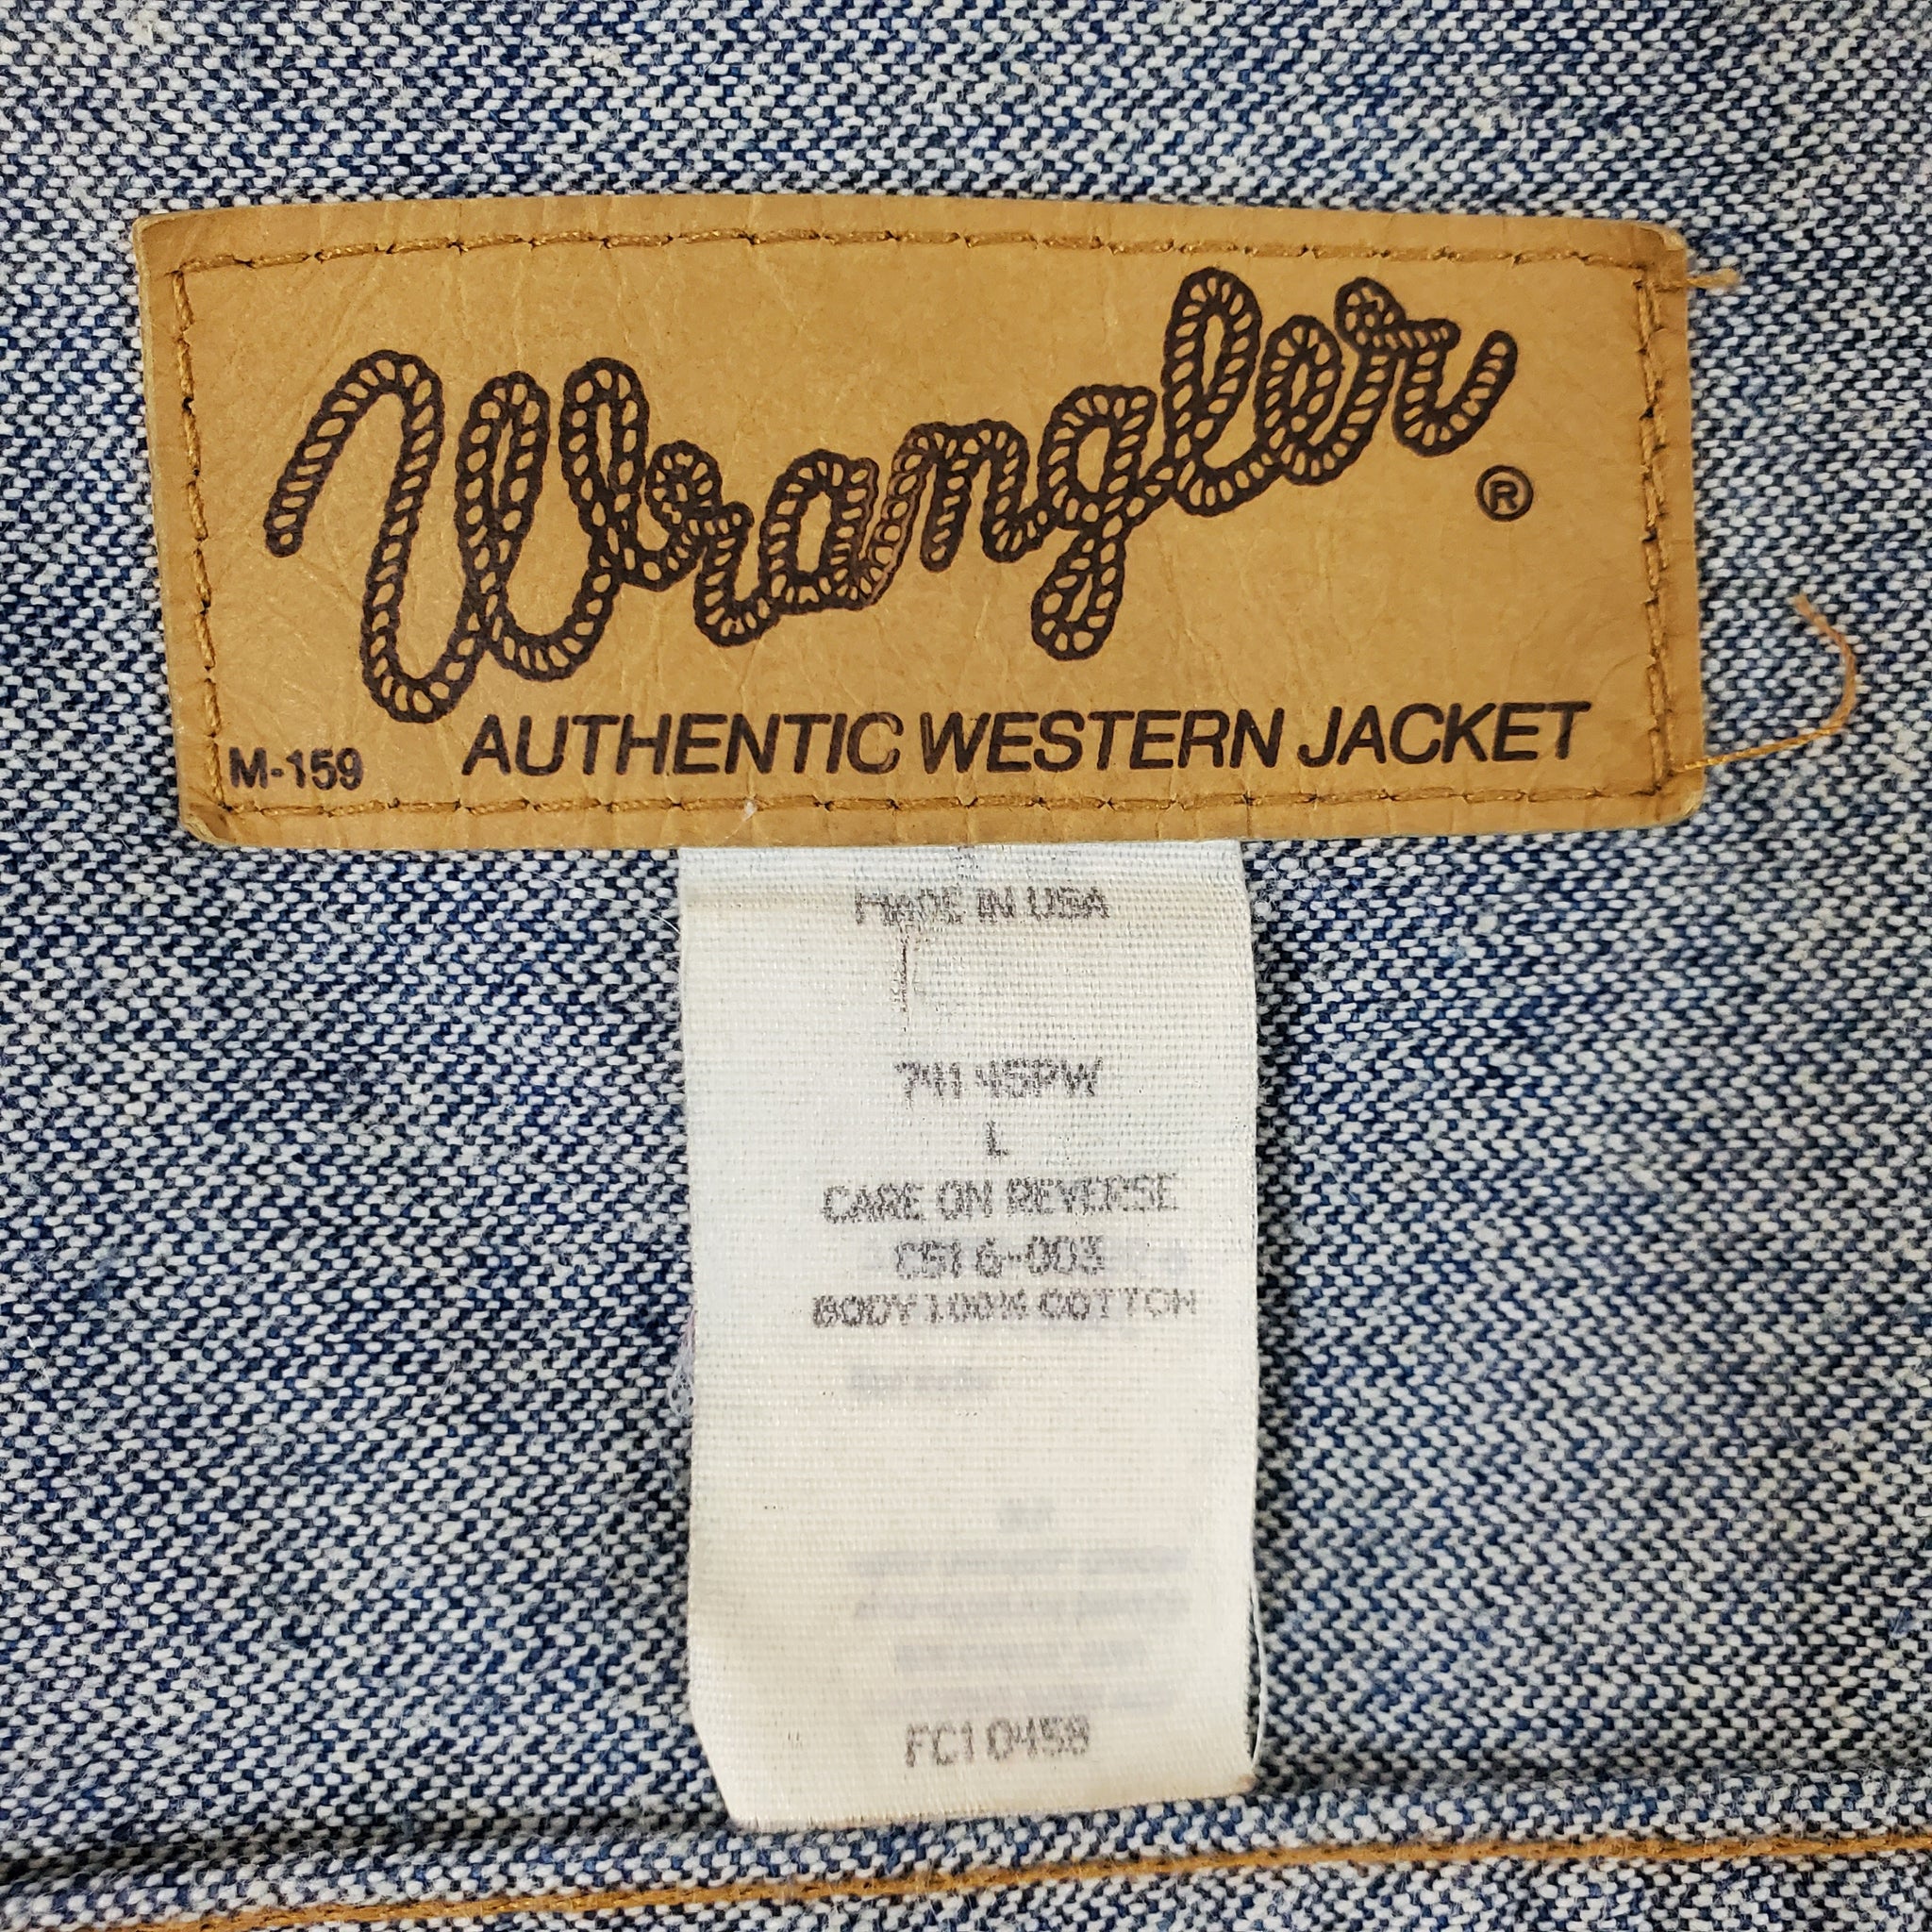 Wrangler®
M-159 AUTHENTIC WESTERN JACKET
MADE IN USA
74145PW
L
CARE ON REVERSE
CS16-003
BODY 100% COTTON
FC10458